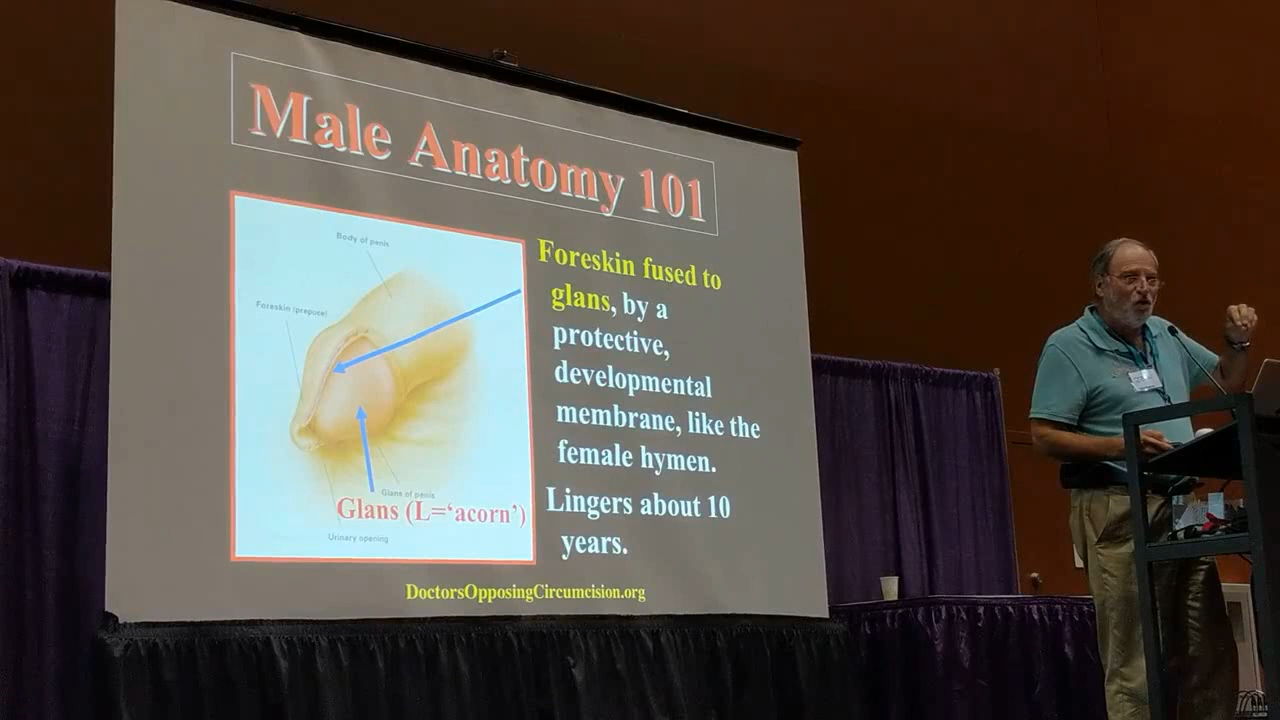 Male Anatomy 101
Body of penis
Foreskin (prepuce)
Glans of penis
Glans (L=‘acorn’)
Urinary opening
Foreskin fused to
glans, by a
protective,
developmental
membrane, like the
female hymen.
Lingers about 10
years.
DoctorsOpposingCircumcision.org